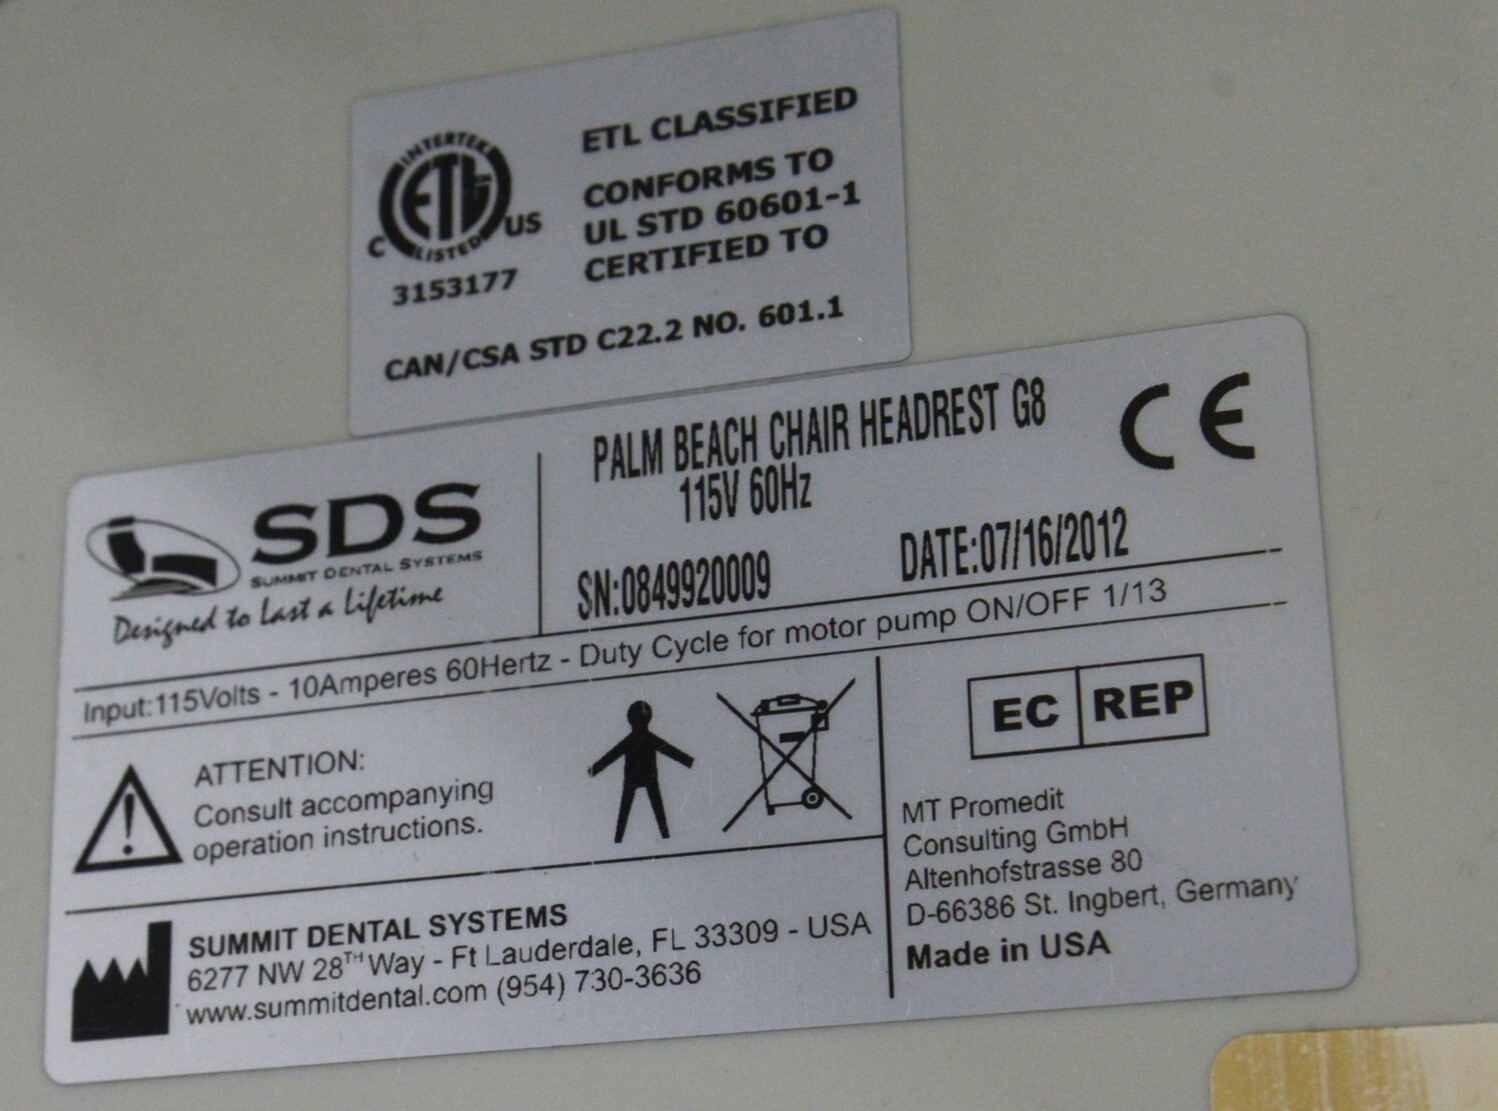 INTERTEK
ETL
LISTED
C US
3153177
ETL CLASSIFIED
CONFORMS TO
UL STD 60601-1
CERTIFIED TO
CAN/CSA STD C22.2 NO. 601.1
SDS
SUMMIT DENTAL SYSTEMS
Designed to Last a Lifetime
PALM BEACH CHAIR HEADREST G8
115V 60Hz
CE
SN:0849920009 DATE:07/16/2012
Input:115Volts - 10Amperes 60Hertz - Duty Cycle for motor pump ON/OFF 1/13
ATTENTION:
Consult accompanying
operation instructions.
SUMMIT DENTAL SYSTEMS
6277 NW 28TH Way - Ft Lauderdale, FL 33309 - USA
www.summitdental.com (954) 730-3636
EC REP
MT Promedit
Consulting GmbH
Altenhofstrasse 80
D-66386 St. Ingbert, Germany
Made in USA